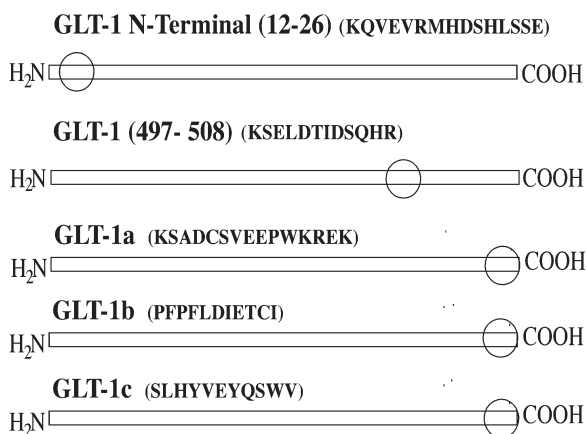 GLT-1 N-Terminal (12-26) (KQVEVRMHDSHLSSE)
H2N COOH
GLT-1 (497- 508) (KSELDTIDSQHR)
H2N COOH
GLT-1a (KSADCSVEEPWKREK)
H2N COOH
GLT-1b (PFPFLDIETCI)
H2N COOH
GLT-1c (SLHYVEYQSWV)
H2N COOH